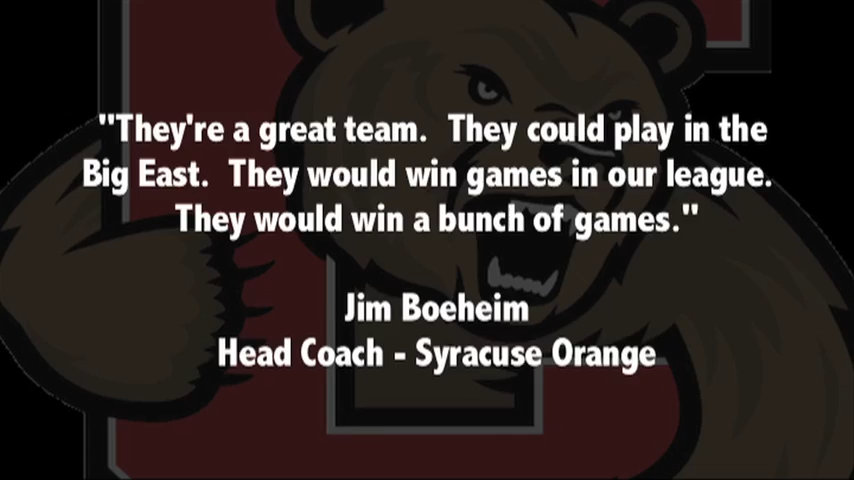 "They're a great team. They could play in the
Big East. They would win games in our league.
They would win a bunch of games."
Jim Boeheim
Head Coach - Syracuse Orange